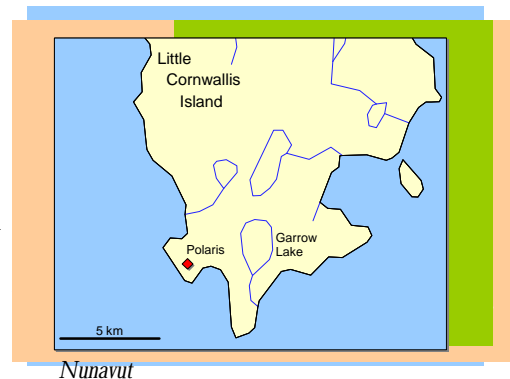 Little
Cornwallis
Island
Polaris
Garrow
Lake
5 km
Nunavut